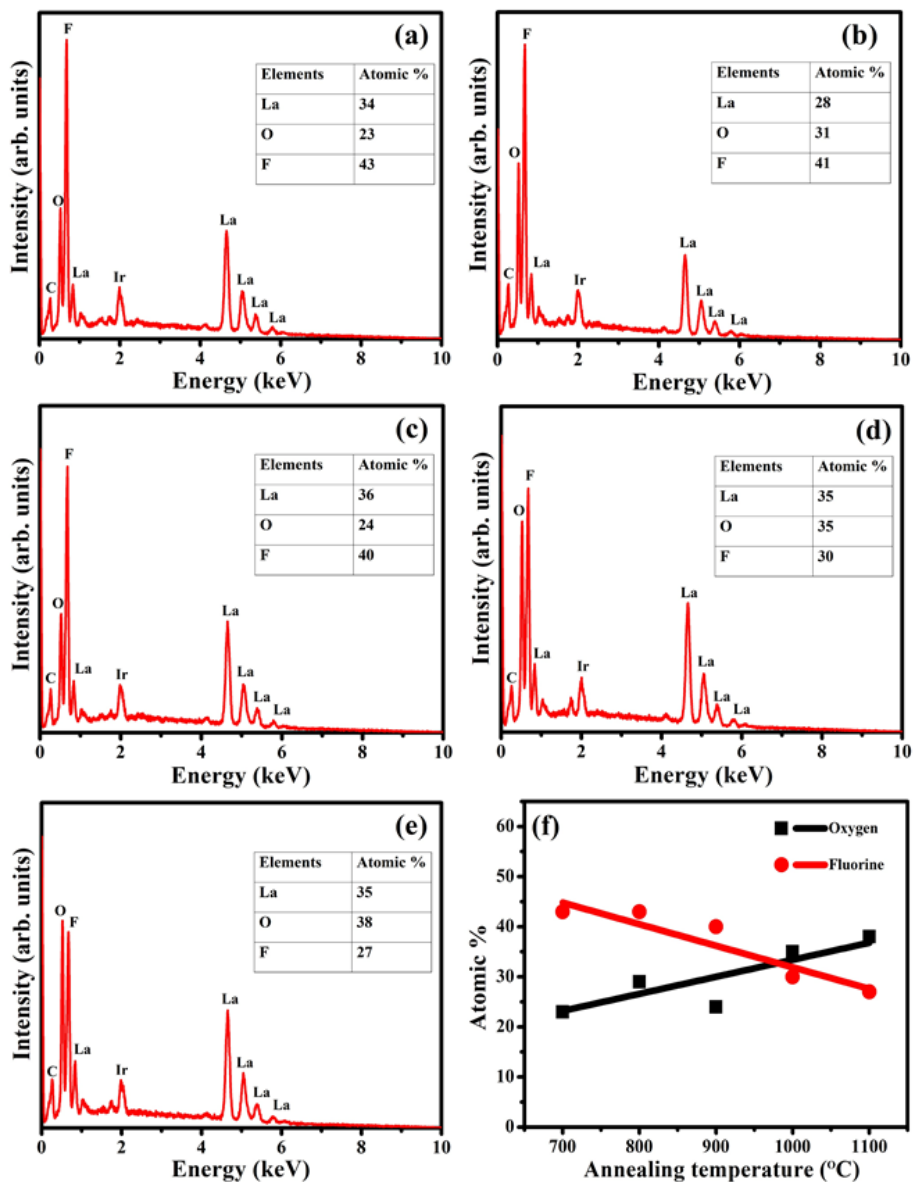 (a)
F
Elements Atomic %
La 34
O 23
F 43
O
La
La
C
Ir
La
La
La
0 2 4 6 8 10
Energy (keV)
Intensity (arb. units)
(b)
F
Elements Atomic %
La 28
O 31
F 41
O
La
C
La
Ir
La
La
La
0 2 4 6 8 10
Energy (keV)
Intensity (arb. units)
(c)
F
Elements Atomic %
La 36
O 24
F 40
O
La
C
La
Ir
La
La
La
0 2 4 6 8 10
Energy (keV)
Intensity (arb. units)
(d)
F
O
Elements Atomic %
La 35
O 35
F 30
La
La
C
Ir
La
La
La
0 2 4 6 8 10
Energy (keV)
Intensity (arb. units)
(e)
O
F
Elements Atomic %
La 35
O 38
F 27
La
La
C
Ir
La
La
La
0 2 4 6 8 10
Energy (keV)
Intensity (arb. units)
(f)
Oxygen
Fluorine
60
50
40
30
20
10
0
700 800 900 1000 1100
Annealing temperature (°C)
Atomic %